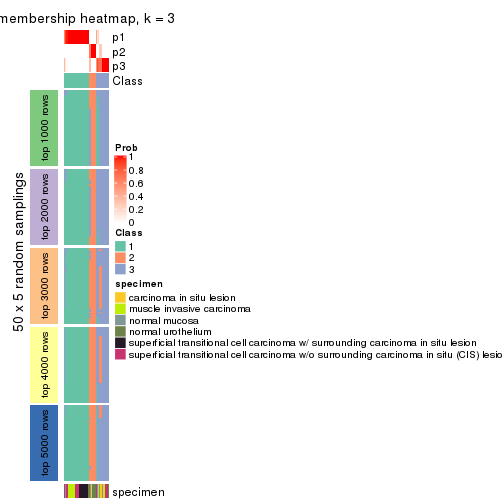 membership heatmap, k = 3
p1
p2
p3
Class
50 x 5 random samplings
top 1000 rows
top 2000 rows
top 3000 rows
top 4000 rows
top 5000 rows
Prob
1
0.8
0.6
0.4
0.2
0
Class
1
2
3
specimen
carcinoma in situ lesion
muscle invasive carcinoma
normal mucosa
normal urothelium
superficial transitional cell carcinoma w/ surrounding carcinoma in situ lesion
superficial transitional cell carcinoma w/o surrounding carcinoma in situ (CIS) lesio
specimen